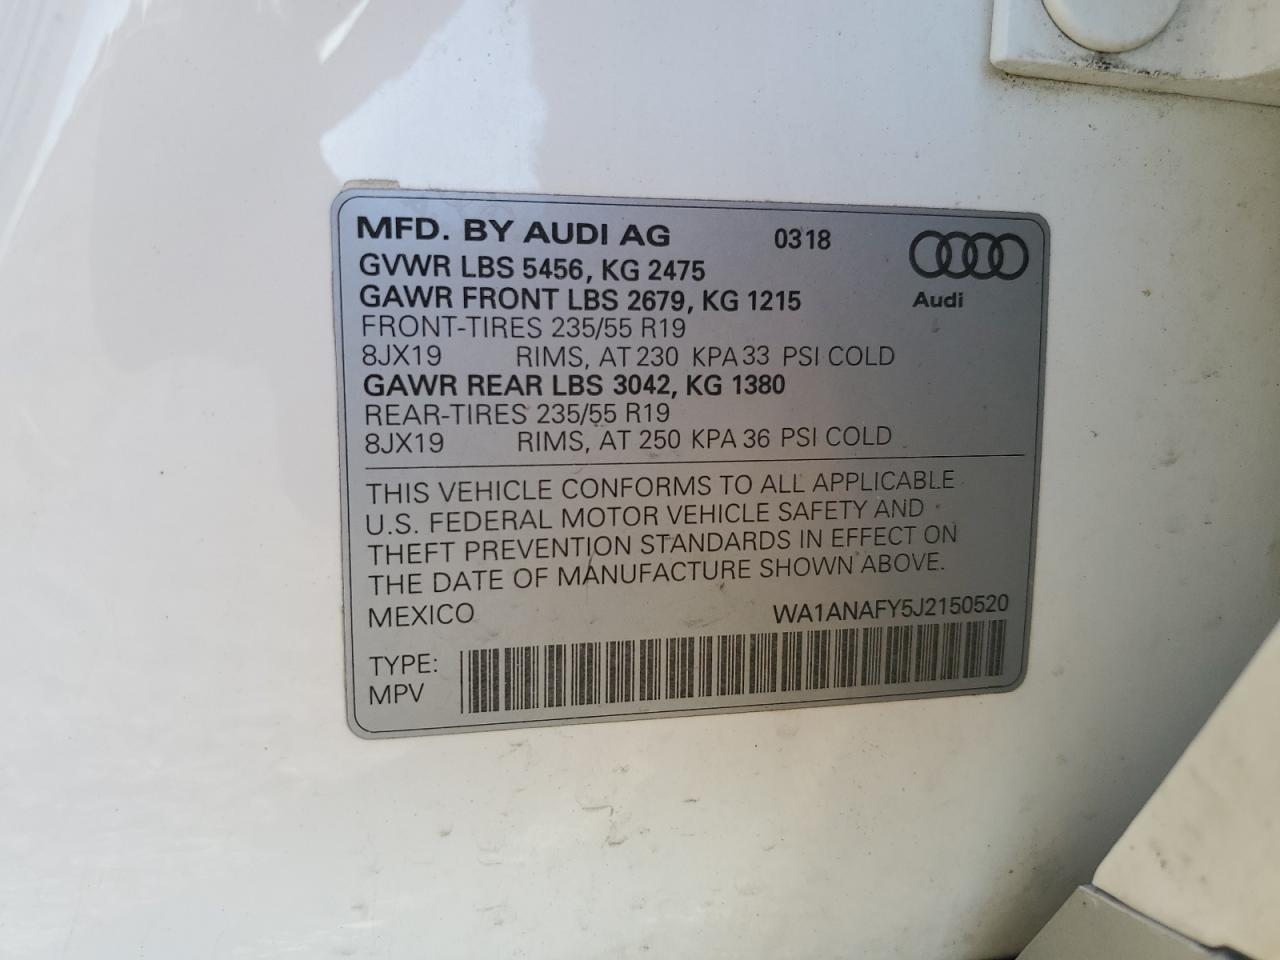 MFD. BY AUDI AG 0318
GVWR LBS 5456, KG 2475
GAWR FRONT LBS 2679, KG 1215
Audi
FRONT-TIRES 235/55 R19
8JX19 RIMS, AT 230 KPA 33 PSI COLD
GAWR REAR LBS 3042, KG 1380
REAR-TIRES 235/55 R19
8JX19 RIMS, AT 250 KPA 36 PSI COLD
THIS VEHICLE CONFORMS TO ALL APPLICABLE
U.S. FEDERAL MOTOR VEHICLE SAFETY AND
THEFT PREVENTION STANDARDS IN EFFECT ON
THE DATE OF MANUFACTURE SHOWN ABOVE.
MEXICO WA1ANAFY5J2150520
TYPE:
MPV